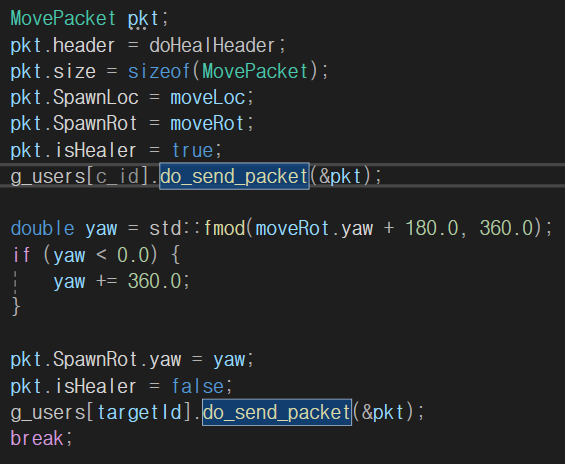 MovePacket pkt;
pkt.header = doHealHeader;
pkt.size = sizeof(MovePacket);
pkt.SpawnLoc = moveLoc;
pkt.SpawnRot = moveRot;
pkt.isHealer = true;
g_users[c_id].do_send_packet(&pkt);
double yaw = std::fmod(moveRot.yaw + 180.0, 360.0);
if (yaw < 0.0) {
yaw += 360.0;
}
pkt.SpawnRot.yaw = yaw;
pkt.isHealer = false;
g_users[targetId].do_send_packet(&pkt);
break;